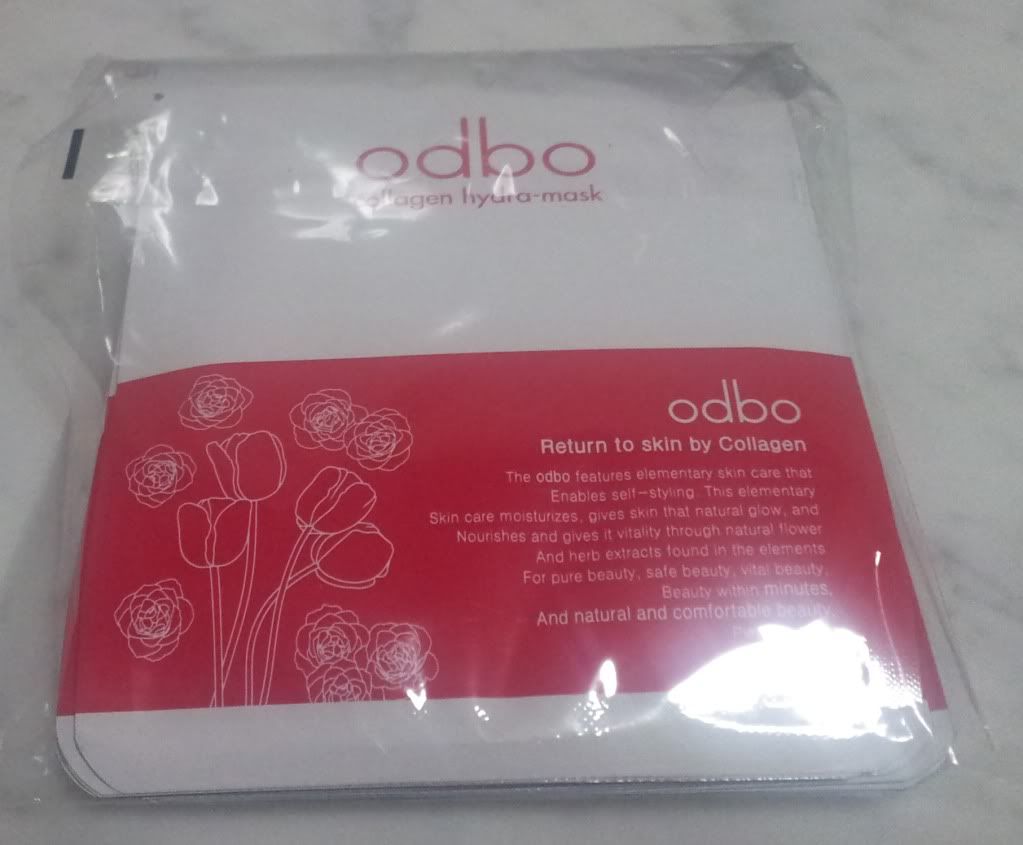 odbo
collagen hydra-mask
odbo
Return to skin by Collagen
The odbo features elementary skin care that
Enables self-styling. This elementary
Skin care moisturizes, gives skin that natural glow, and
Nourishes and gives it vitality through natural flower
And herb extracts found in the elements
For pure beauty, safe beauty, vital beauty,
Beauty within minutes,
And natural and comfortable beauty